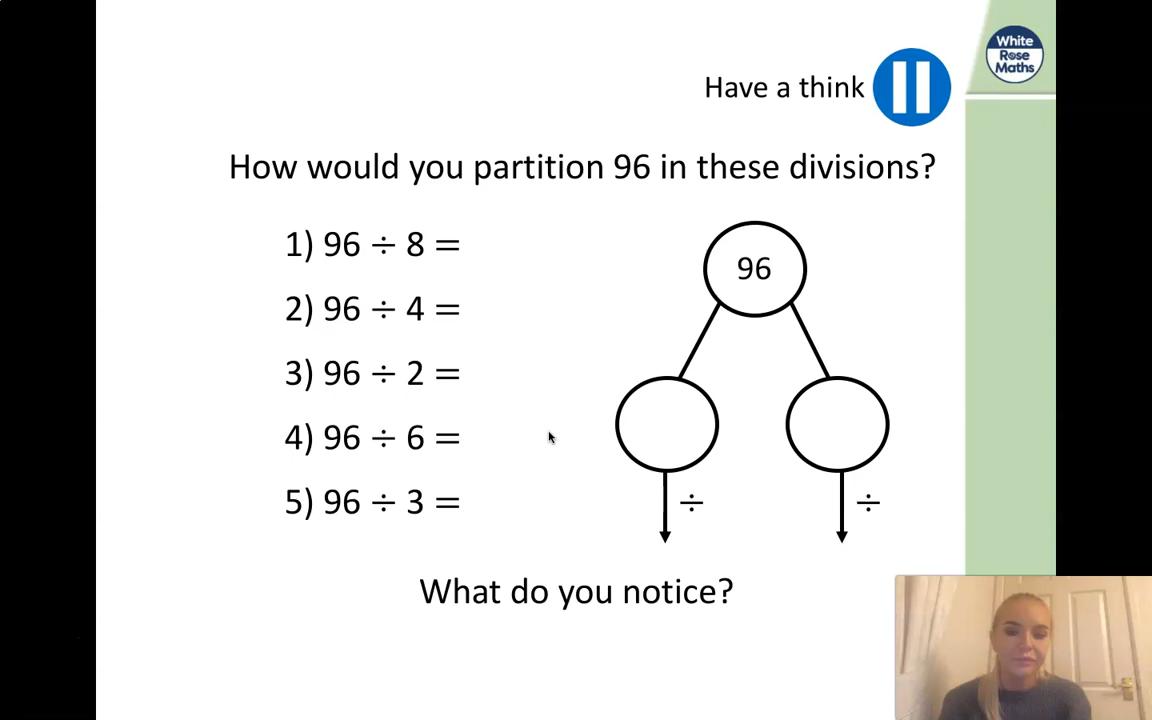 White
Rose
Maths
Have a think
How would you partition 96 in these divisions?
1) 96 ÷ 8 =
2) 96 ÷ 4 =
3) 96 ÷ 2 =
4) 96 ÷ 6 =
5) 96 ÷ 3 =
96
÷ ÷
What do you notice?